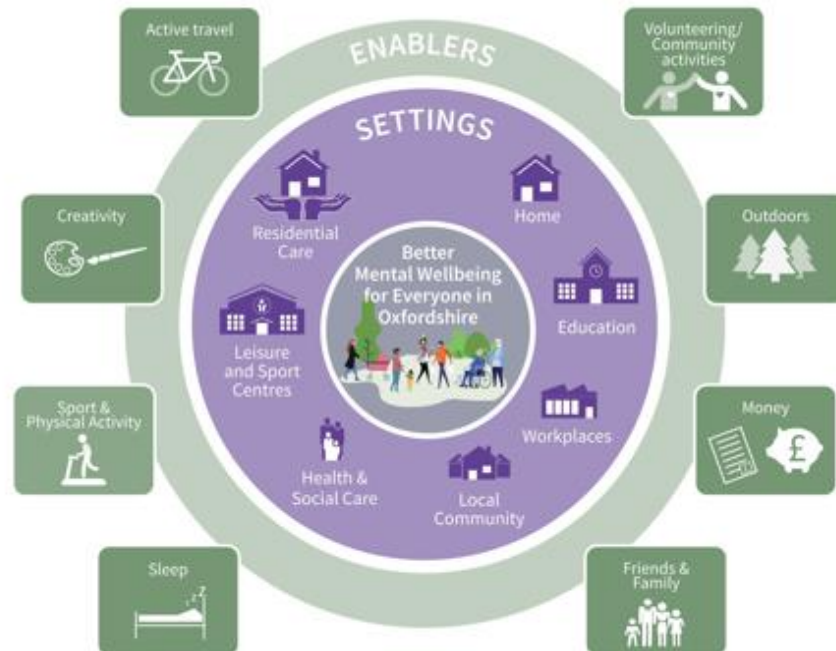 Active travel
ENABLERS
Volunteering/
Community
activities
SETTINGS
Residential
Care
Home
Creativity
Outdoors
Better
Mental Wellbeing
for Everyone in
Oxfordshire
Education
Leisure
and Sport
Centres
Sport &
Physical Activity
Money
£
Workplaces
Health &
Social Care
Local
Community
Sleep
z z Z
Friends &
Family